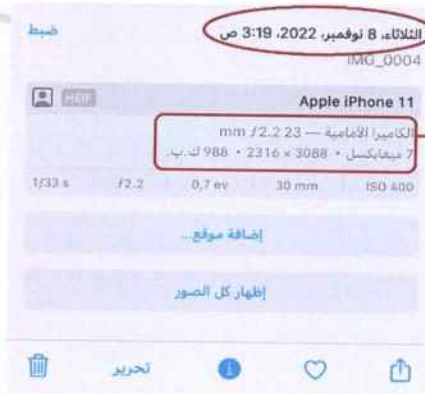 ضبط
الثلاثاء، 8 نوفمبر، 2022، 3:19 ص
IMG_0004
HEIF
Apple iPhone 11
الكاميرا الأمامية — 23 mm ƒ2.2
7 ميغابكسل • 3088 × 2316 • 988 ك.ب.
1/33 s
ƒ2.2
0,7 ev
30 mm
ISO 400
إضافة موقع...
إظهار كل الصور
تحرير